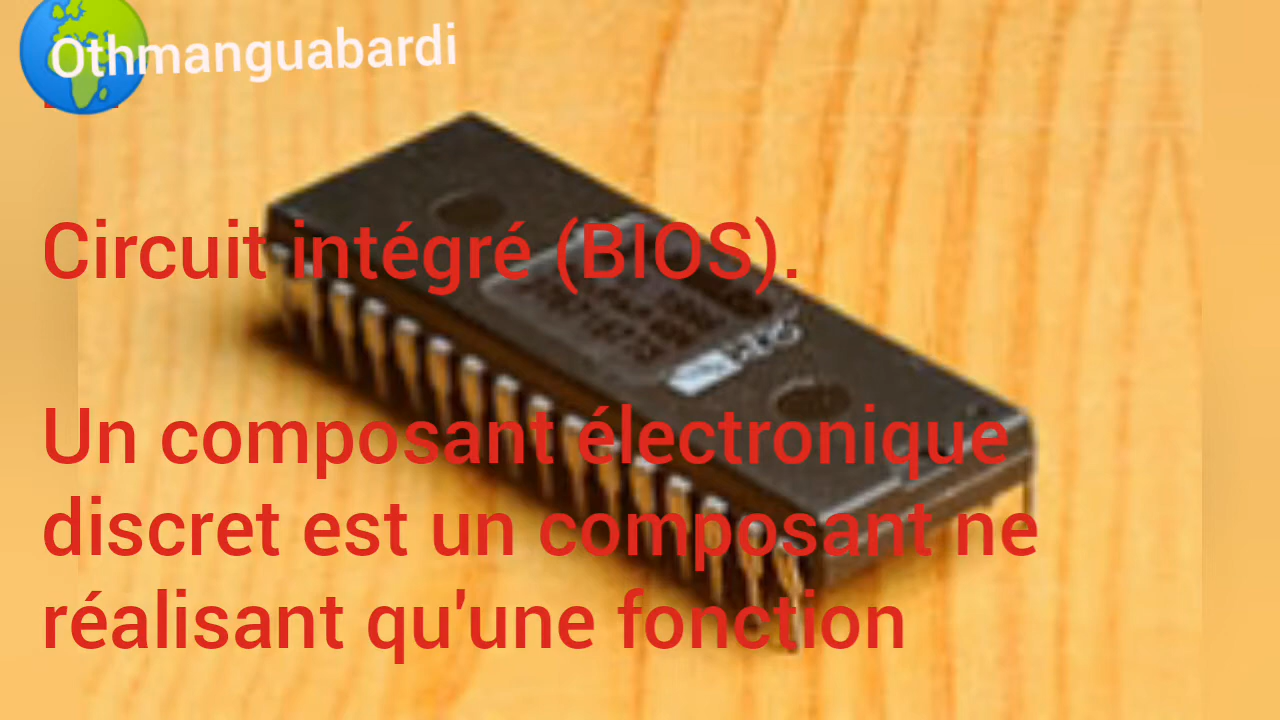 Othmanguabardi
Circuit intégré (BIOS).
Un composant électronique
discret est un composant ne
réalisant qu'une fonction